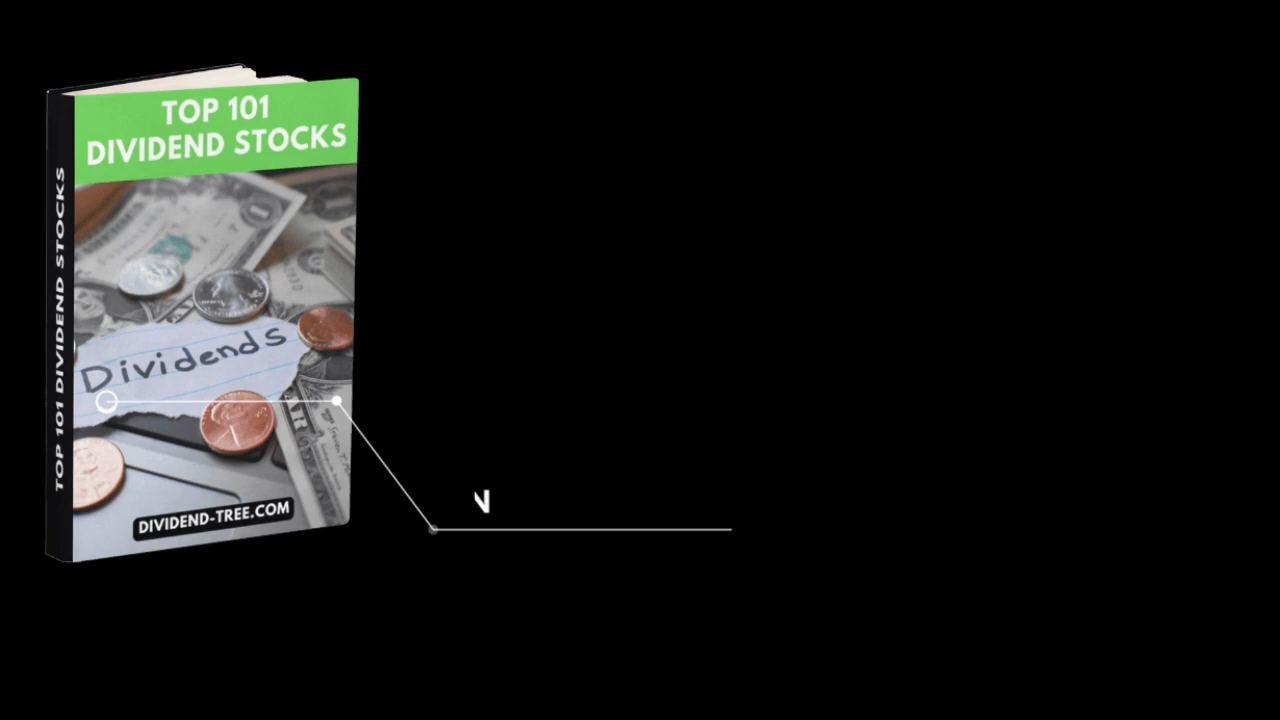 TOP 101
DIVIDEND STOCKS
TOP 101 DIVIDEND STOCKS
Dividends
DIVIDEND-TREE.COM